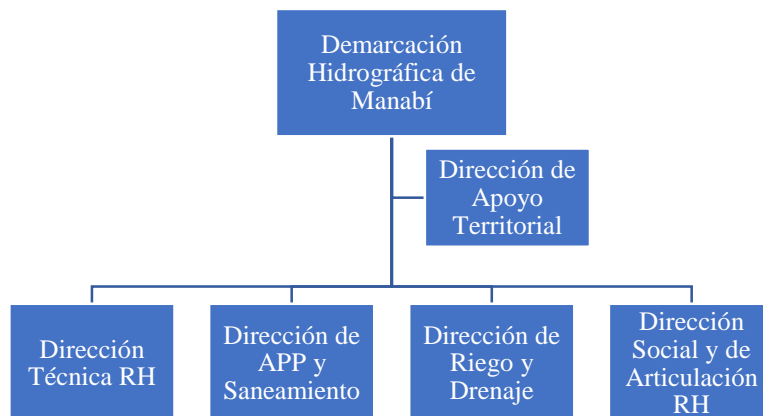 Demarcación
Hidrográfica de
Manabí
Dirección de
Apoyo
Territorial
Dirección
Técnica RH
Dirección de
APP y
Saneamiento
Dirección de
Riego y
Drenaje
Dirección
Social y de
Articulación
RH